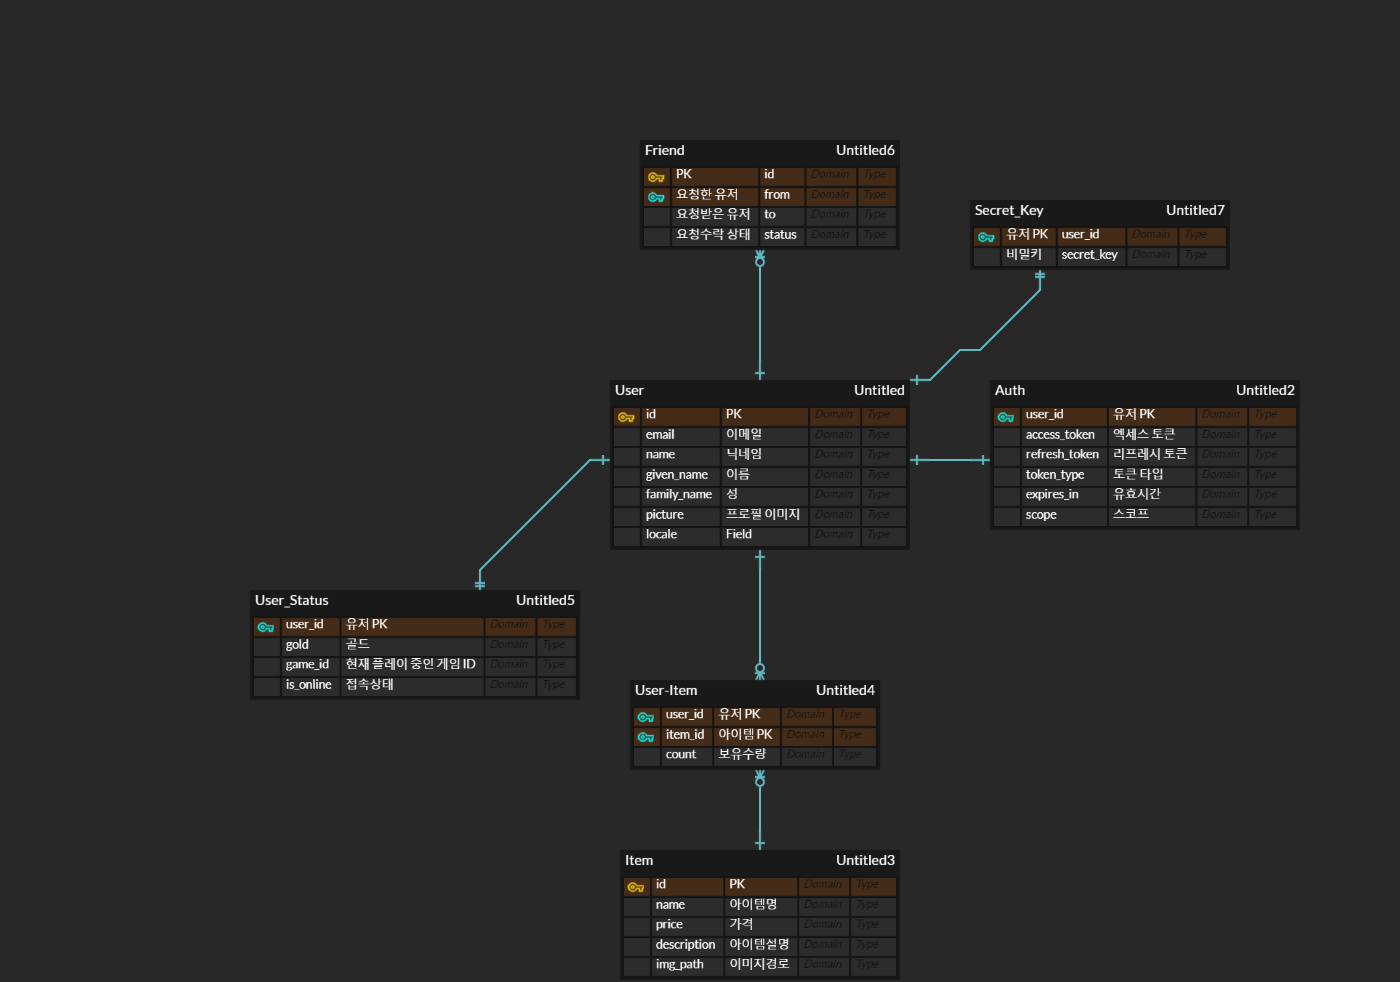 Friend Untitled6
PK id Domain Type
요청한 유저 from Domain Type
요청받은 유저 to Domain Type
요청수락 상태 status Domain Type
Secret_Key Untitled7
유저 PK user_id Domain Type
비밀키 secret_key Domain Type
User Untitled
id PK Domain Type
email 이메일 Domain Type
name 닉네임 Domain Type
given_name 이름 Domain Type
family_name 성 Domain Type
picture 프로필 이미지 Domain Type
locale Field Domain Type
Auth Untitled2
user_id 유저 PK Domain Type
access_token 엑세스 토큰 Domain Type
refresh_token 리프레시 토큰 Domain Type
token_type 토큰 타입 Domain Type
expires_in 유효시간 Domain Type
scope 스코프 Domain Type
User_Status Untitled5
user_id 유저 PK Domain Type
gold 골드 Domain Type
game_id 현재 플레이 중인 게임 ID Domain Type
is_online 접속상태 Domain Type
User-Item Untitled4
user_id 유저 PK Domain Type
item_id 아이템 PK Domain Type
count 보유수량 Domain Type
Item Untitled3
id PK Domain Type
name 아이템명 Domain Type
price 가격 Domain Type
description 아이템설명 Domain Type
img_path 이미지경로 Domain Type